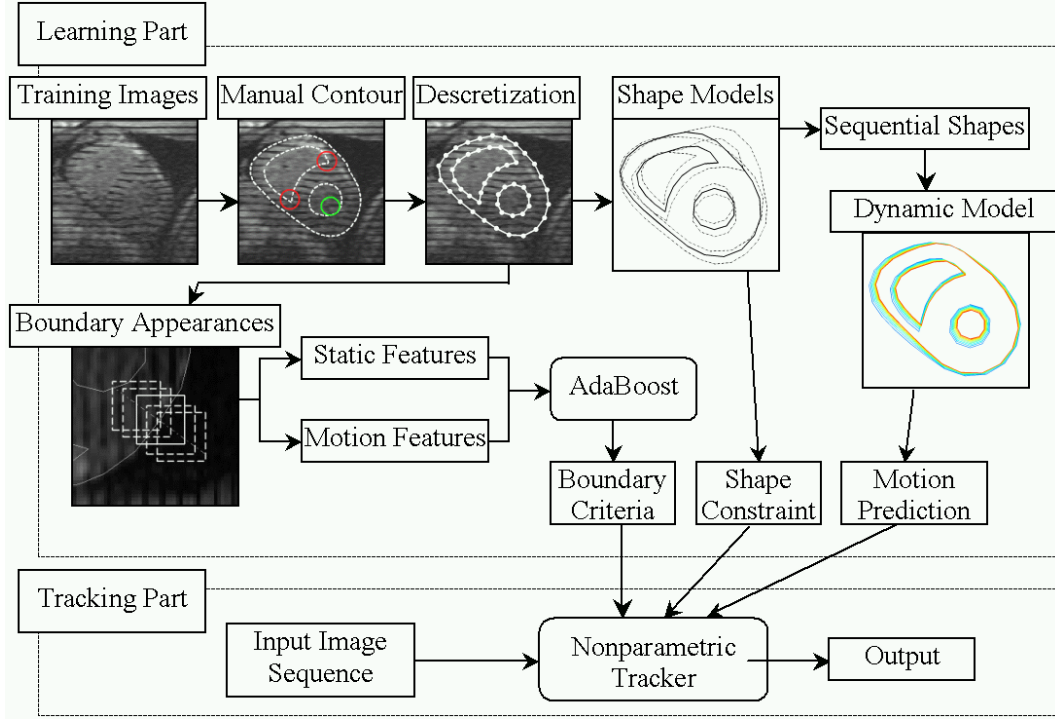 Learning Part
Training Images
Manual Contour
Descretization
Shape Models
Sequential Shapes
Dynamic Model
Boundary Appearances
Static Features
Motion Features
AdaBoost
Boundary
Criteria
Shape
Constraint
Motion
Prediction
Tracking Part
Input Image
Sequence
Nonparametric
Tracker
Output